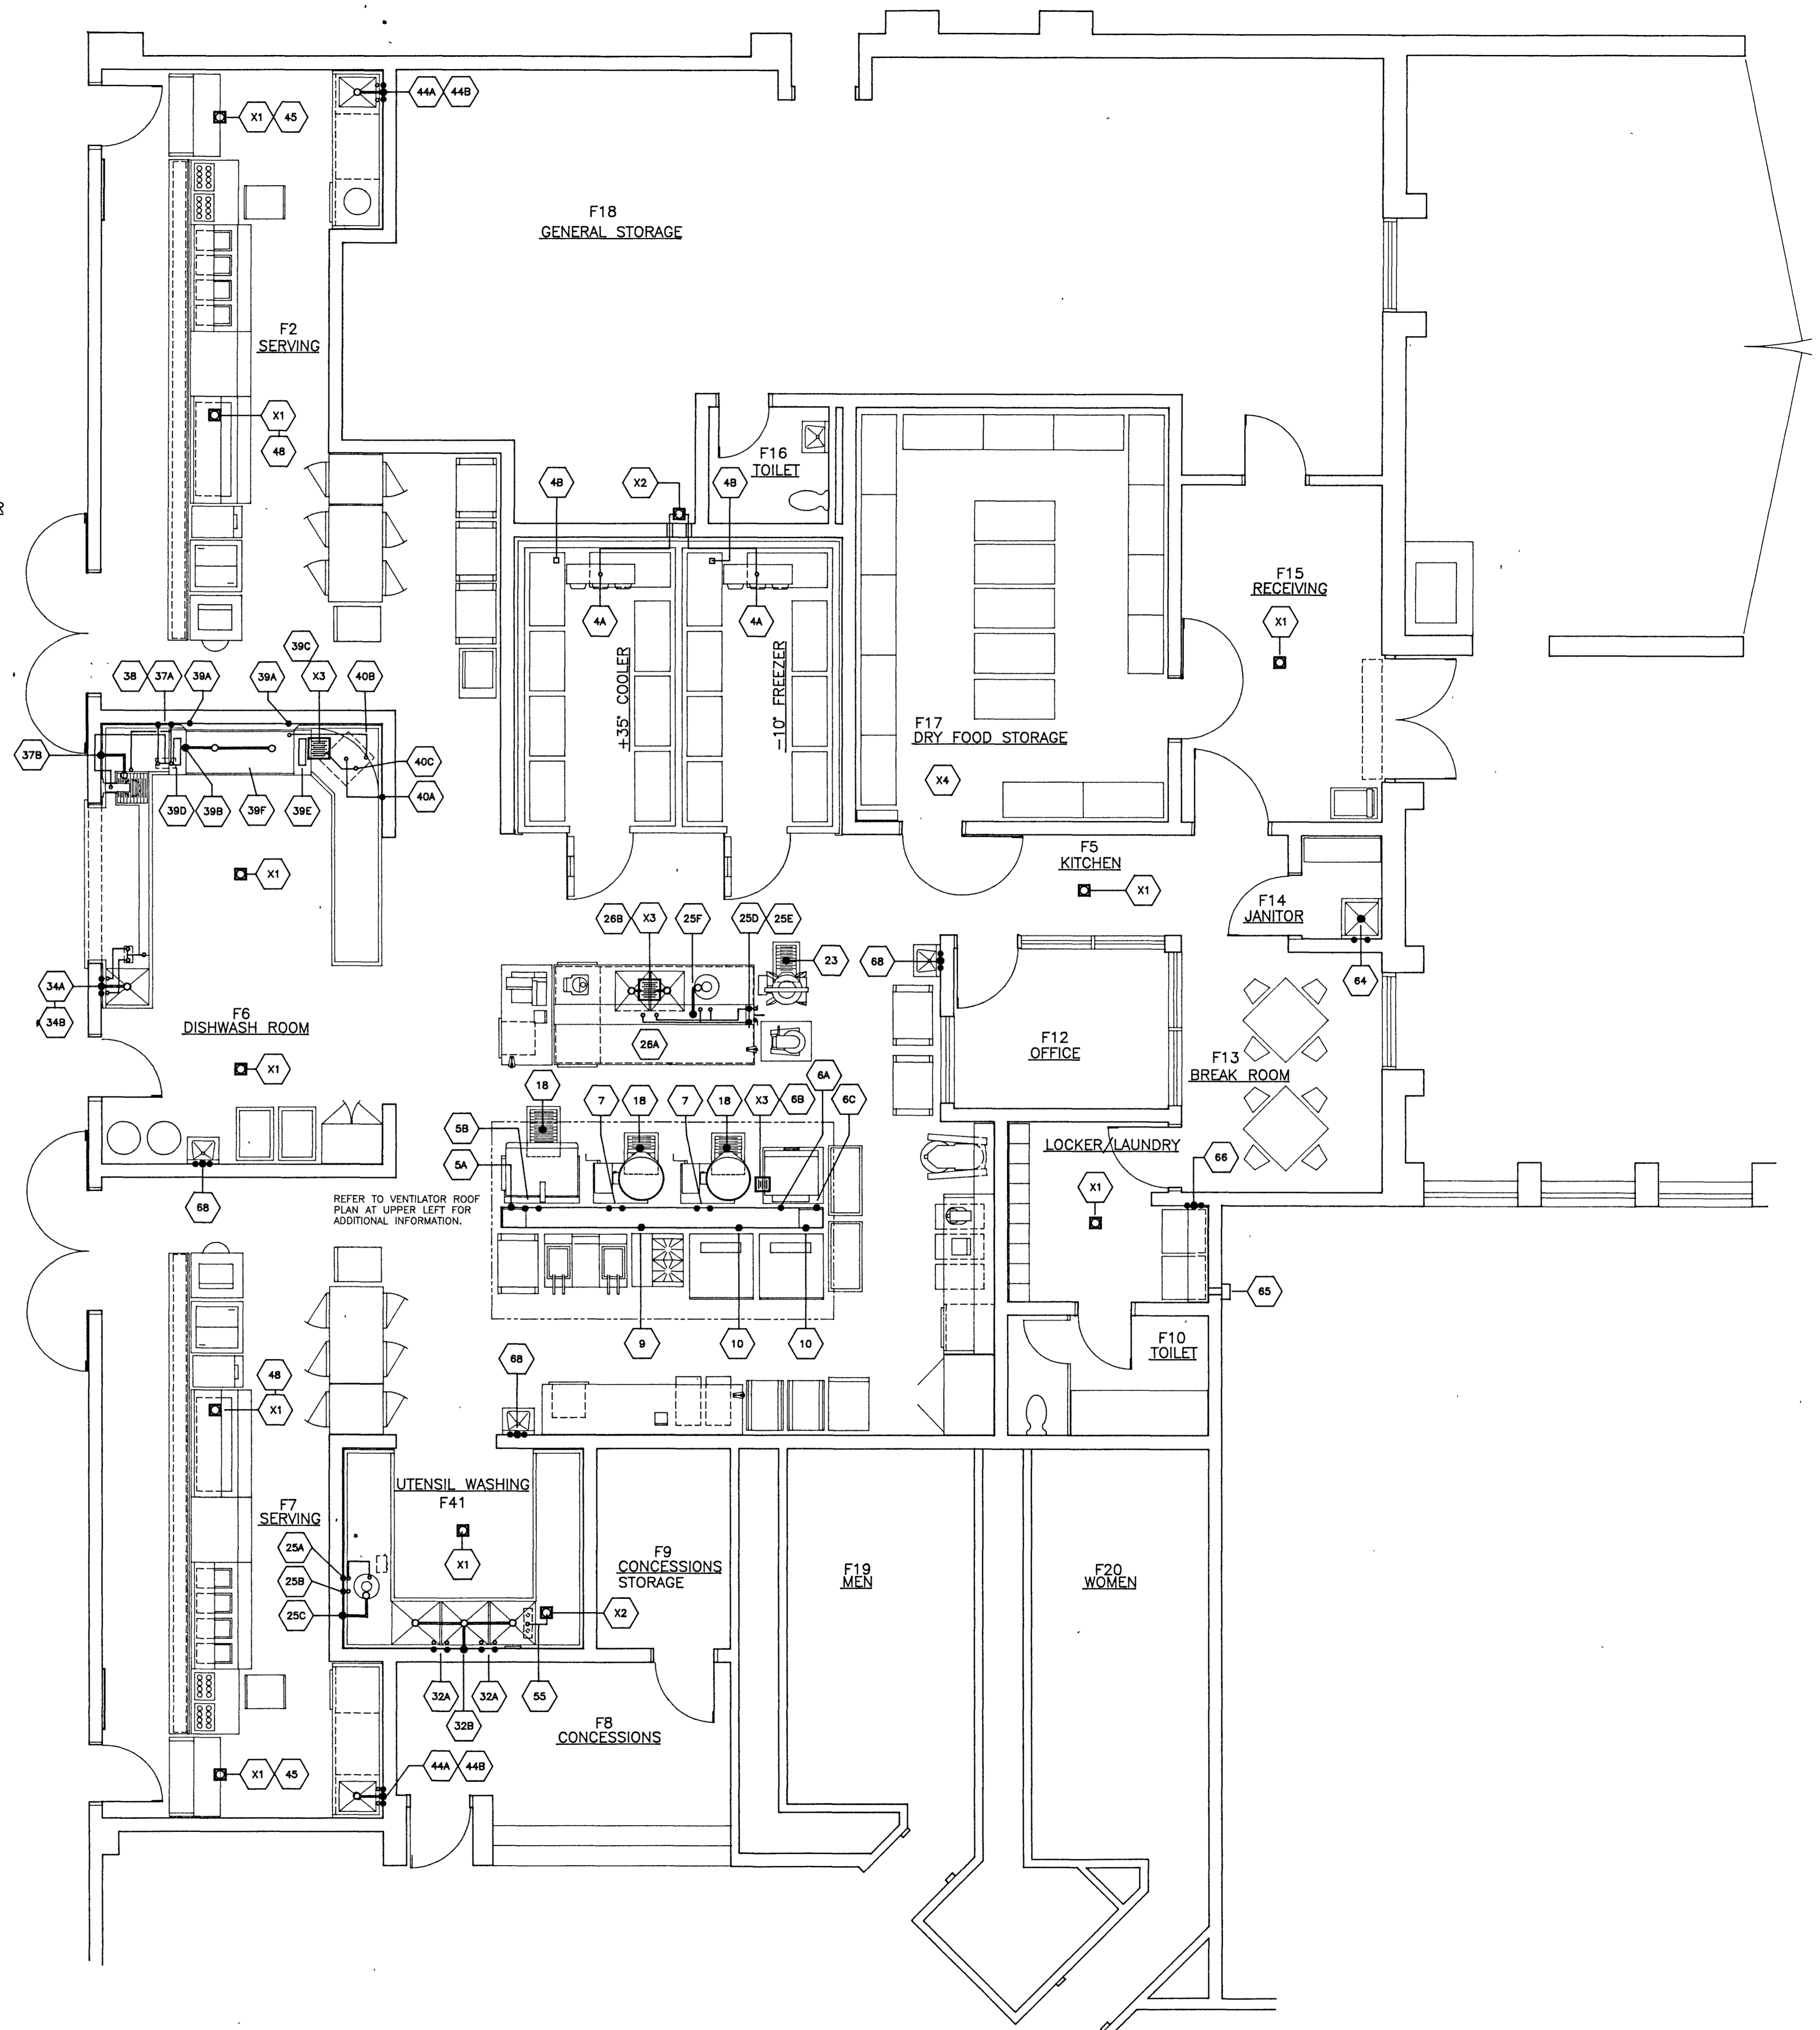 44A 44B
X1 45
F18
GENERAL STORAGE
F2
SERVING
X1
48
F16
TOILET
4B
X2
4B
F15
RECEIVING
4A
4A
X1
39C
38 37A 39A
39A
X3
40B
+35° COOLER
-10° FREEZER
F17
DRY FOOD STORAGE
37B
40C
X4
39D 39B 39F 39E
40A
F5
KITCHEN
X1
X1
F14
JANITOR
26B X3 25F 25D 25E
23
68
64
34A
34B
F6
DISHWASH ROOM
26A
F12
OFFICE
F13
BREAK ROOM
X1
6A
18
7 18 7 18 X3 6B 6C
5B
LOCKER/LAUNDRY
5A
66
REFER TO VENTILATOR ROOF
PLAN AT UPPER LEFT FOR
ADDITIONAL INFORMATION.
68
X1
65
9 10 10
F10
TOILET
68
48
X1
UTENSIL WASHING
F41
F7
SERVING
25A
X1
F9
CONCESSIONS
STORAGE
F19
MEN
F20
WOMEN
25B
25C
X2
32A 32A 55
32B
F8
CONCESSIONS
X1 45
44A 44B